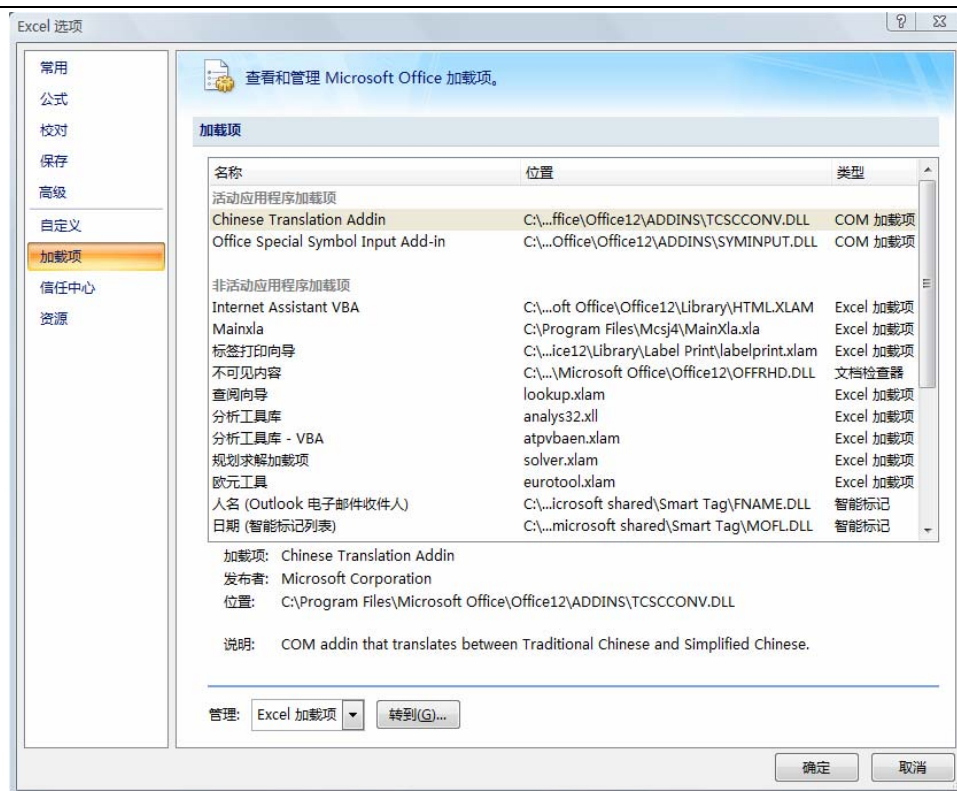 Excel 选项
常用
公式
校对
保存
高级
自定义
加载项
信任中心
资源
查看和管理 Microsoft Office 加载项。
加载项
名称 位置 类型
活动应用程序加载项
Chinese Translation Addin C:\...ffice\Office12\ADDINS\TCSCCONV.DLL COM 加载项
Office Special Symbol Input Add-in C:\...Office\Office12\ADDINS\SYMINPUT.DLL COM 加载项
非活动应用程序加载项
Internet Assistant VBA C:\...oft Office\Office12\Library\HTML.XLAM Excel 加载项
Mainxla C:\Program Files\Mcsj4\MainXla.xla Excel 加载项
标签打印向导 C:\...ice12\Library\Label Print\labelprint.xlam Excel 加载项
不可见内容 C:\...\Microsoft Office\Office12\OFFRHD.DLL 文档检查器
查阅向导 lookup.xlam Excel 加载项
分析工具库 analys32.xll Excel 加载项
分析工具库 - VBA atpvbaen.xlam Excel 加载项
规划求解加载项 solver.xlam Excel 加载项
欧元工具 eurotool.xlam Excel 加载项
人名 (Outlook 电子邮件收件人) C:\...icrosoft shared\Smart Tag\FNAME.DLL 智能标记
日期 (智能标记列表) C:\...microsoft shared\Smart Tag\MOFL.DLL 智能标记
加载项: Chinese Translation Addin
发布者: Microsoft Corporation
位置: C:\Program Files\Microsoft Office\Office12\ADDINS\TCSCCONV.DLL
说明: COM addin that translates between Traditional Chinese and Simplified Chinese.
管理: Excel 加载项 转到(G)...
确定 取消